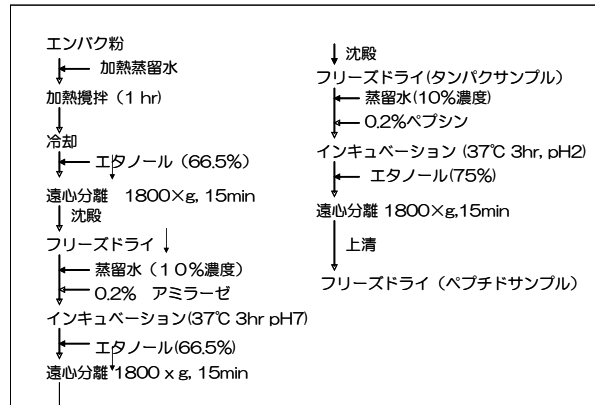 エンバク粉
加熱蒸留水
加熱攪拌（1 hr)
冷却
エタノール（66.5%）
遠心分離 1800×g, 15min
沈殿
フリーズドライ
蒸留水（１０%濃度）
0.2% アミラーゼ
インキュベーション(37℃ 3hr pH7)
エタノール(66.5%)
遠心分離 1800 x g, 15min
沈殿
フリーズドライ(タンパクサンプル）
蒸留水(10%濃度)
0.2%ペプシン
インキュベーション (37℃ 3hr, pH2)
エタノール(75%)
遠心分離 1800×g,15min
上清
フリーズドライ（ペプチドサンプル）